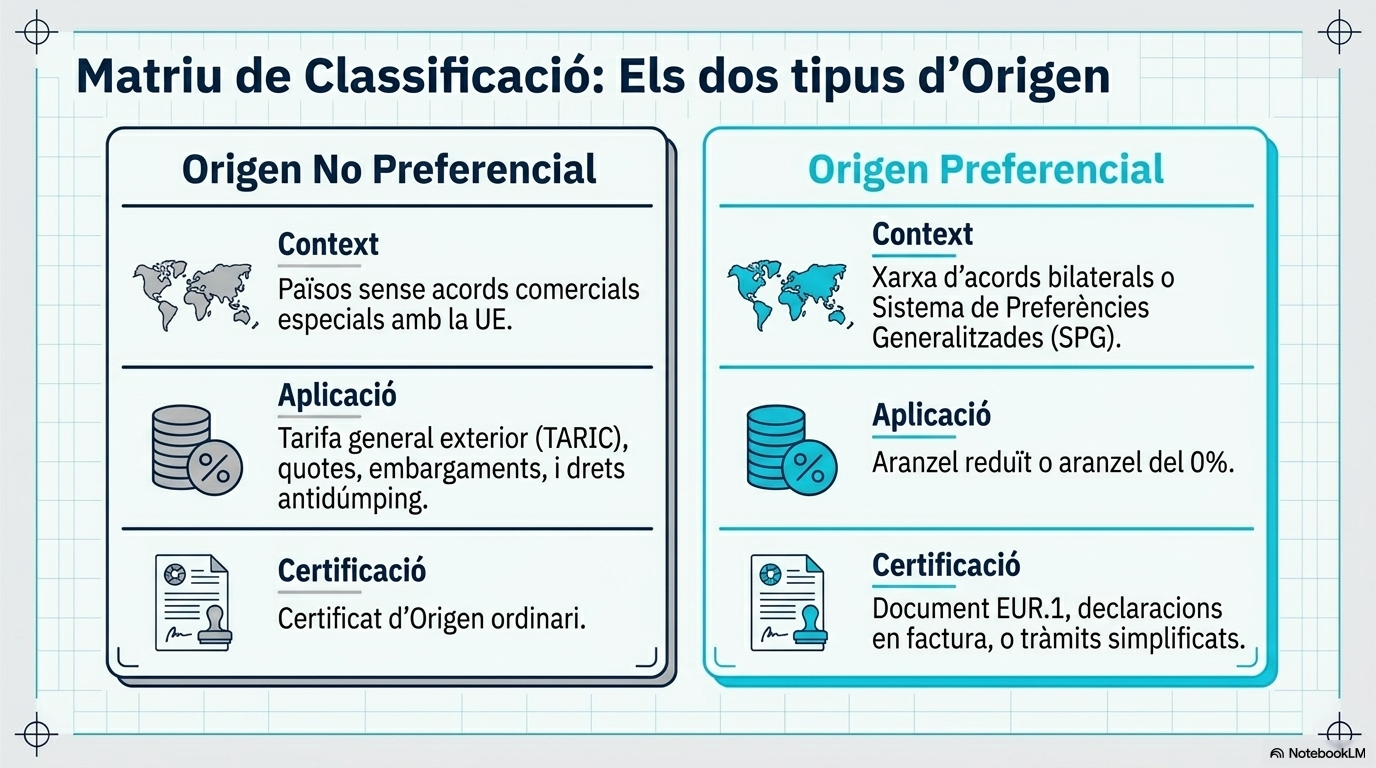 Matriu de Classificació: Els dos tipus d’Origen
Origen No Preferencial
Context
Països sense acords comercials
especials amb la UE.
Aplicació
Tarifa general exterior (TARIC),
quotes, embargaments, i drets
antidúmping.
Certificació
Certificat d’Origen ordinari.
Origen Preferencial
Context
Xarxa d’acords bilaterals o
Sistema de Preferències
Generalitzades (SPG).
Aplicació
Aranzel reduït o aranzel del 0%.
Certificació
Document EUR.1, declaracions
en factura, o tràmits simplificats.
NotebookLM